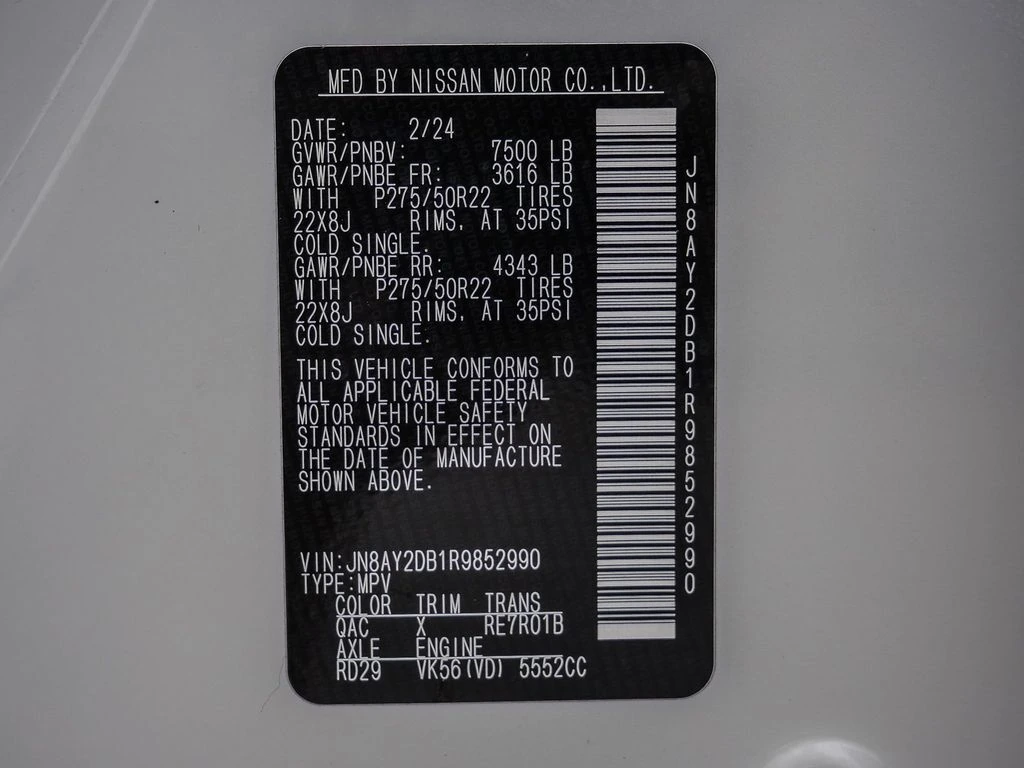 MFD BY NISSAN MOTOR CO.,LTD.
DATE: 2/24
GVWR/PNBV: 7500 LB
GAWR/PNBE FR: 3616 LB
WITH P275/50R22 TIRES
22X8J RIMS. AT 35PSI
COLD SINGLE.
GAWR/PNBE RR: 4343 LB
WITH P275/50R22 TIRES
22X8J RIMS. AT 35PSI
COLD SINGLE.
THIS VEHICLE CONFORMS TO
ALL APPLICABLE FEDERAL
MOTOR VEHICLE SAFETY
STANDARDS IN EFFECT ON
THE DATE OF MANUFACTURE
SHOWN ABOVE.
VIN:JN8AY2DB1R9852990
TYPE:MPV
COLOR TRIM TRANS
QAC X RE7R01B
AXLE ENGINE
RD29 VK56(VD) 5552CC
JN8AY2DB1R9852990